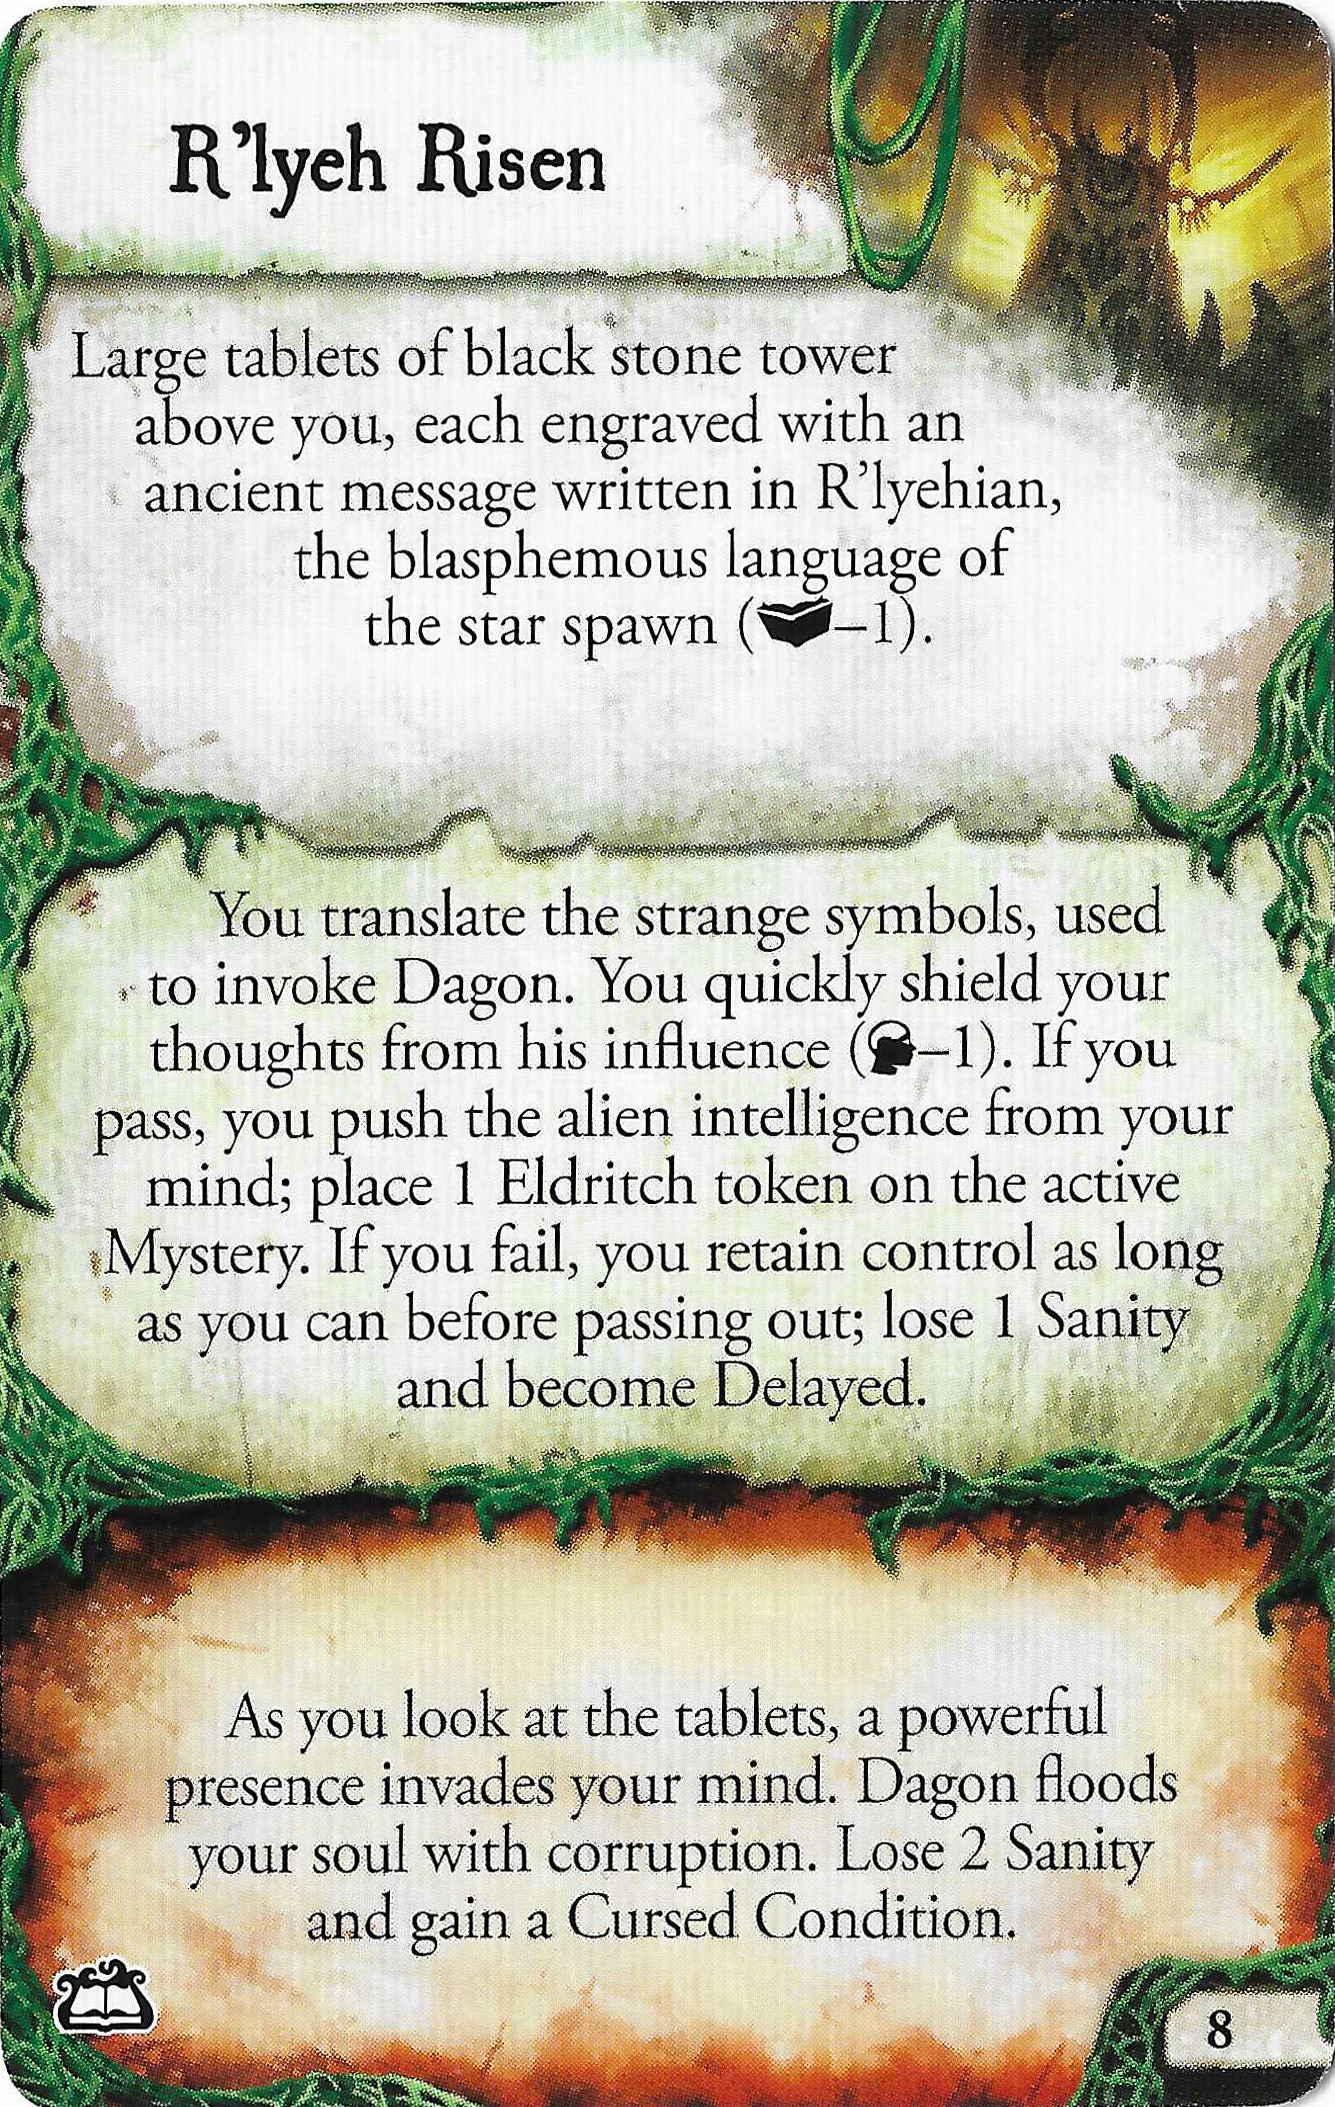 R'lyeh Risen
Large tablets of black stone tower
above you, each engraved with an
ancient message written in R'lyehian,
the blasphemous language of
the star spawn (–1).
You translate the strange symbols, used
to invoke Dagon. You quickly shield your
thoughts from his influence (–1). If you
pass, you push the alien intelligence from your
mind; place 1 Eldritch token on the active
Mystery. If you fail, you retain control as long
as you can before passing out; lose 1 Sanity
and become Delayed.
As you look at the tablets, a powerful
presence invades your mind. Dagon floods
your soul with corruption. Lose 2 Sanity
and gain a Cursed Condition.
8